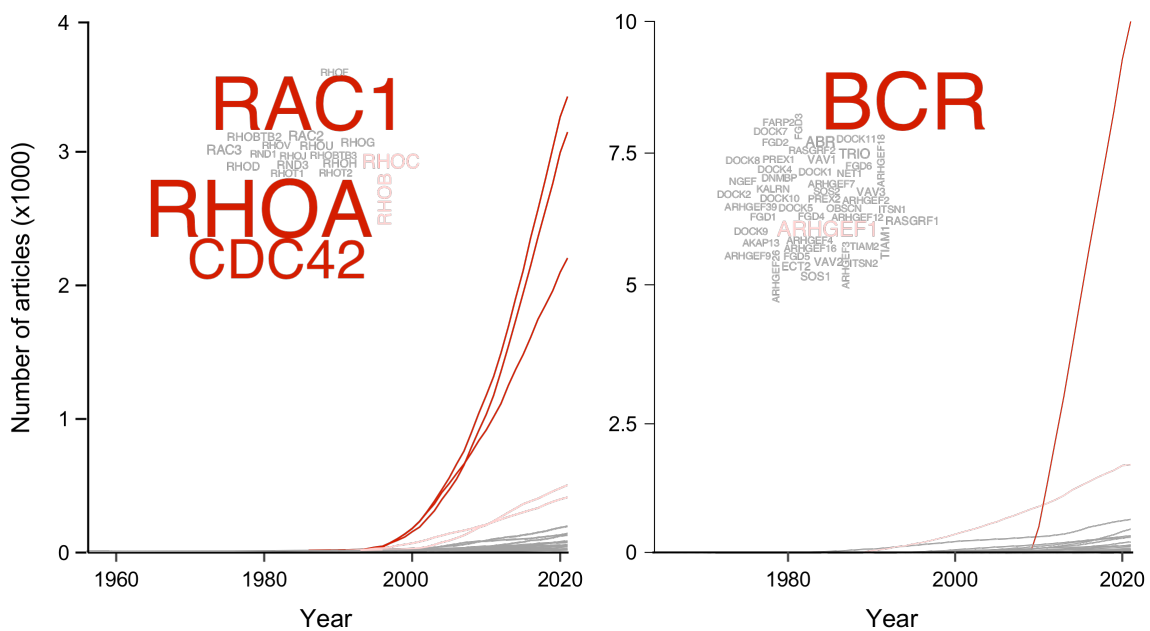 4
3
2
1
0
Number of articles (x1000)
1960
1980
2000
2020
Year
RHOF
RAC1
RHOBTB2 RAC2
RAC3 RHOV RHOU RHOG
RND1 RHOJ RHOBTB3 RHOC
RHOD RND3 RHOH
RHOT1 RHOT2
RHOB
RHOA
CDC42
10
7.5
5
2.5
0
1980
2000
2020
Year
BCR
FARP2 FGD3
DOCK7
FGD2 ABR DOCK11 ARHGEF18
RASGRF2 TRIO
DOCK8 PREX1 VAV1 FGD6
DOCK4 DOCK1 NET1
NGEF DNMBP ARHGEF7
KALRN SOS2 VAV3
DOCK2 DOCK10 PREX2 ARHGEF2
ARHGEF39 DOCK5 OBSCN ITSN1
FGD1 FGD4 ARHGEF12 RASGRF1
DOCK9 ARHGEF1
AKAP13 ARHGEF4 TIAM2 TIAM1
ARHGEF16 ARHGEF3
ARHGEF9 FGD5 VAV2 ITSN2
ECT2
SOS1